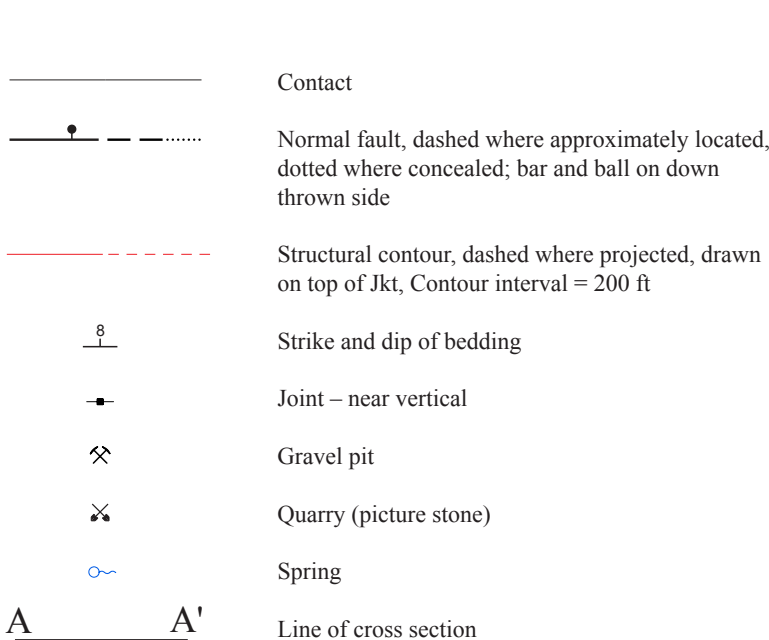 Contact
Normal fault, dashed where approximately located,
dotted where concealed; bar and ball on down
thrown side
Structural contour, dashed where projected, drawn
on top of Jkt, Contour interval = 200 ft
8
Strike and dip of bedding
Joint – near vertical
Gravel pit
Quarry (picture stone)
Spring
A A' Line of cross section